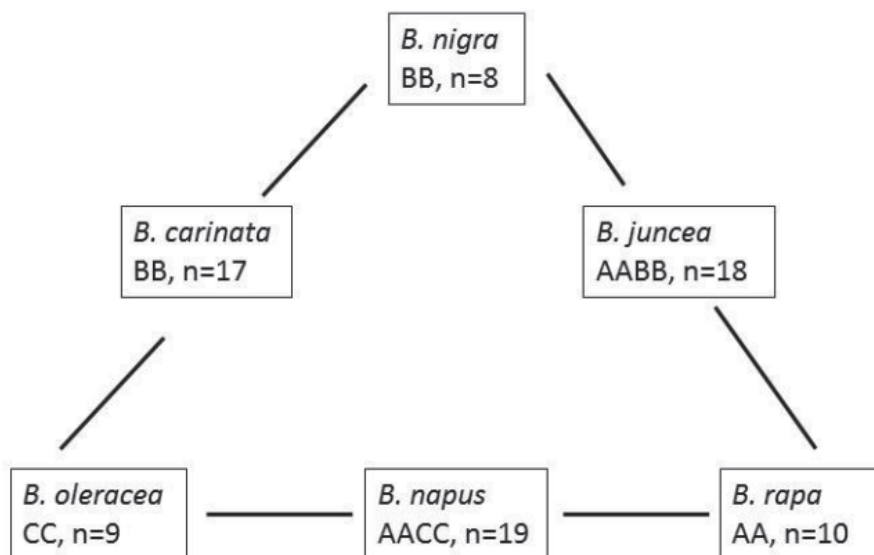 B. nigra
BB, n=8
B. carinata
BB, n=17
B. juncea
AABB, n=18
B. oleracea
CC, n=9
B. napus
AACC, n=19
B. rapa
AA, n=10